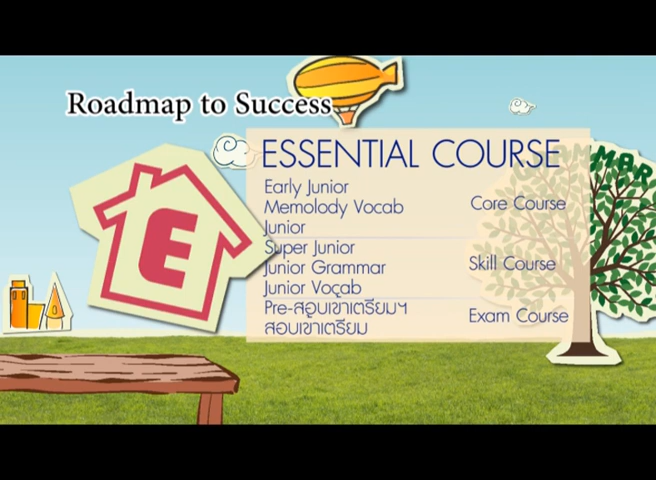 Roadmap to Success
ESSENTIAL COURSE
Early Junior
Memolody Vocab
Junior
Core Course
Super Junior
Junior Grammar
Junior Vocab
Skill Course
Pre-สอบเข้าเตรียมฯ
สอบเข้าเตรียม
Exam Course
E